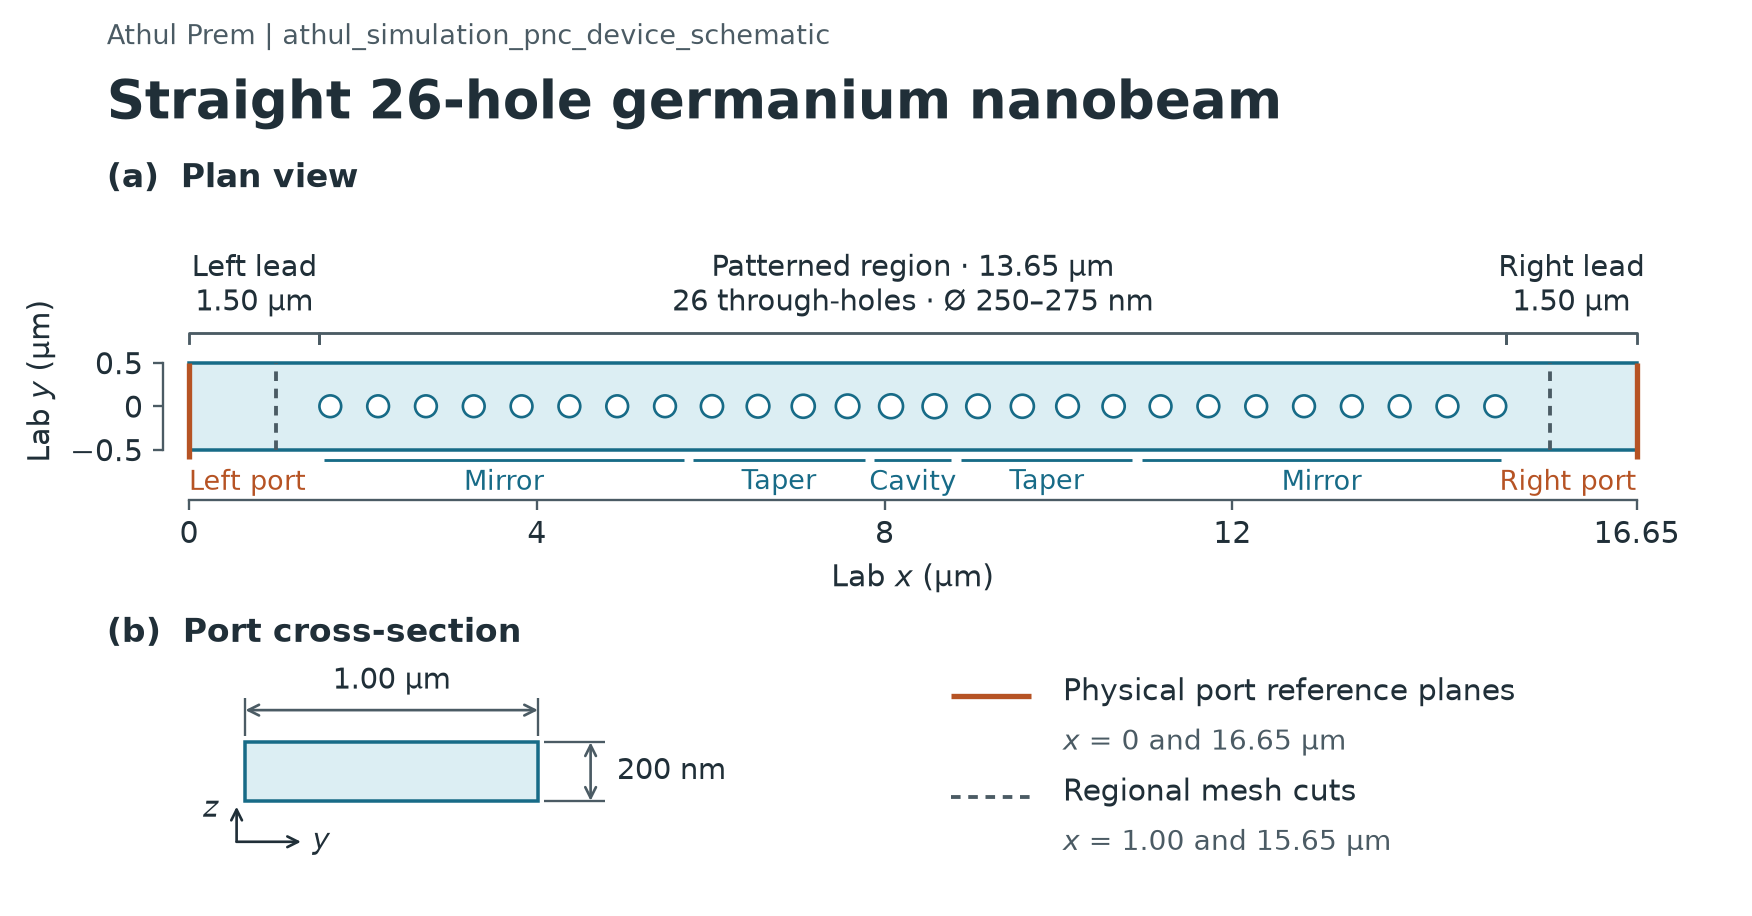 Athul Prem | athul_simulation_pnc_device_schematic
Straight 26-hole germanium nanobeam
(a) Plan view
Left lead
1.50 µm
Patterned region · 13.65 µm
26 through-holes · Ø 250–275 nm
Right lead
1.50 µm
Lab y (µm)
0.5
0
−0.5
Left port
Mirror
Taper
Cavity
Taper
Mirror
Right port
0
4
8
12
16.65
Lab x (µm)
(b) Port cross-section
1.00 µm
200 nm
z
y
Physical port reference planes
x = 0 and 16.65 µm
Regional mesh cuts
x = 1.00 and 15.65 µm